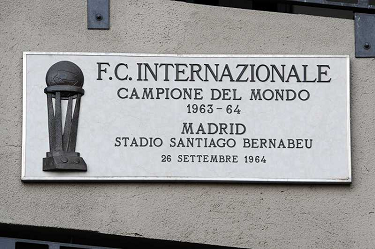 F.C. INTERNAZIONALE
CAMPIONE DEL MONDO
1963 - 64
MADRID
STADIO SANTIAGO BERNABEU
26 SETTEMBRE 1964